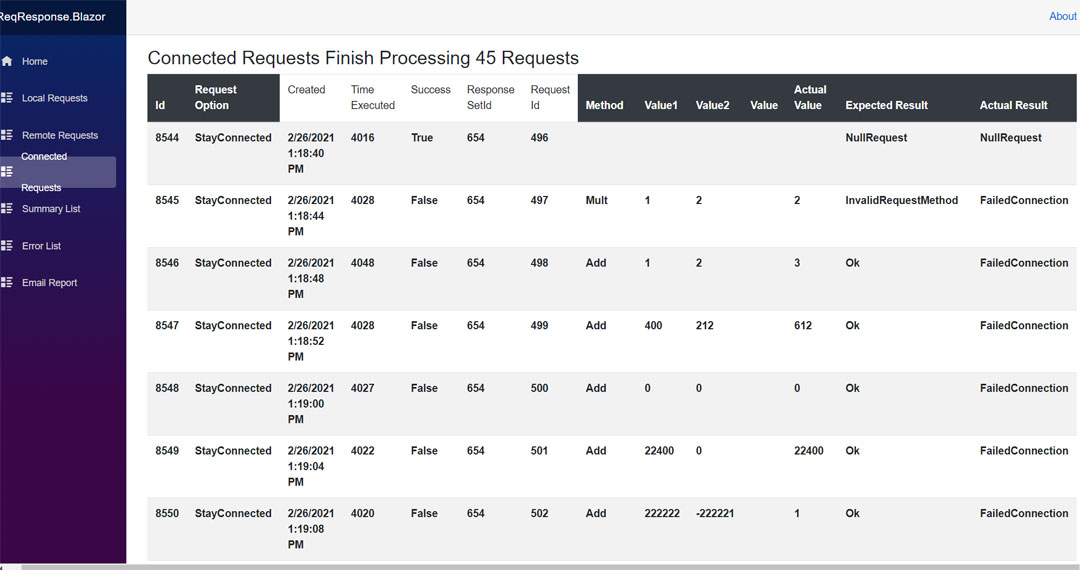 ReqResponse.Blazor
About
Home
Local Requests
Remote Requests
Connected
Requests
Summary List
Error List
Email Report
Connected Requests Finish Processing 45 Requests
Id Request Option Created Time Executed Success Response SetId Request Id Method Value1 Value2 Value Actual Value Expected Result Actual Result
8544 StayConnected 2/26/2021 1:18:40 PM 4016 True 654 496 NullRequest NullRequest
8545 StayConnected 2/26/2021 1:18:44 PM 4028 False 654 497 Mult 1 2 2 InvalidRequestMethod FailedConnection
8546 StayConnected 2/26/2021 1:18:48 PM 4048 False 654 498 Add 1 2 3 Ok FailedConnection
8547 StayConnected 2/26/2021 1:18:52 PM 4028 False 654 499 Add 400 212 612 Ok FailedConnection
8548 StayConnected 2/26/2021 1:19:00 PM 4027 False 654 500 Add 0 0 0 Ok FailedConnection
8549 StayConnected 2/26/2021 1:19:04 PM 4022 False 654 501 Add 22400 0 22400 Ok FailedConnection
8550 StayConnected 2/26/2021 1:19:08 PM 4020 False 654 502 Add 222222 -222221 1 Ok FailedConnection